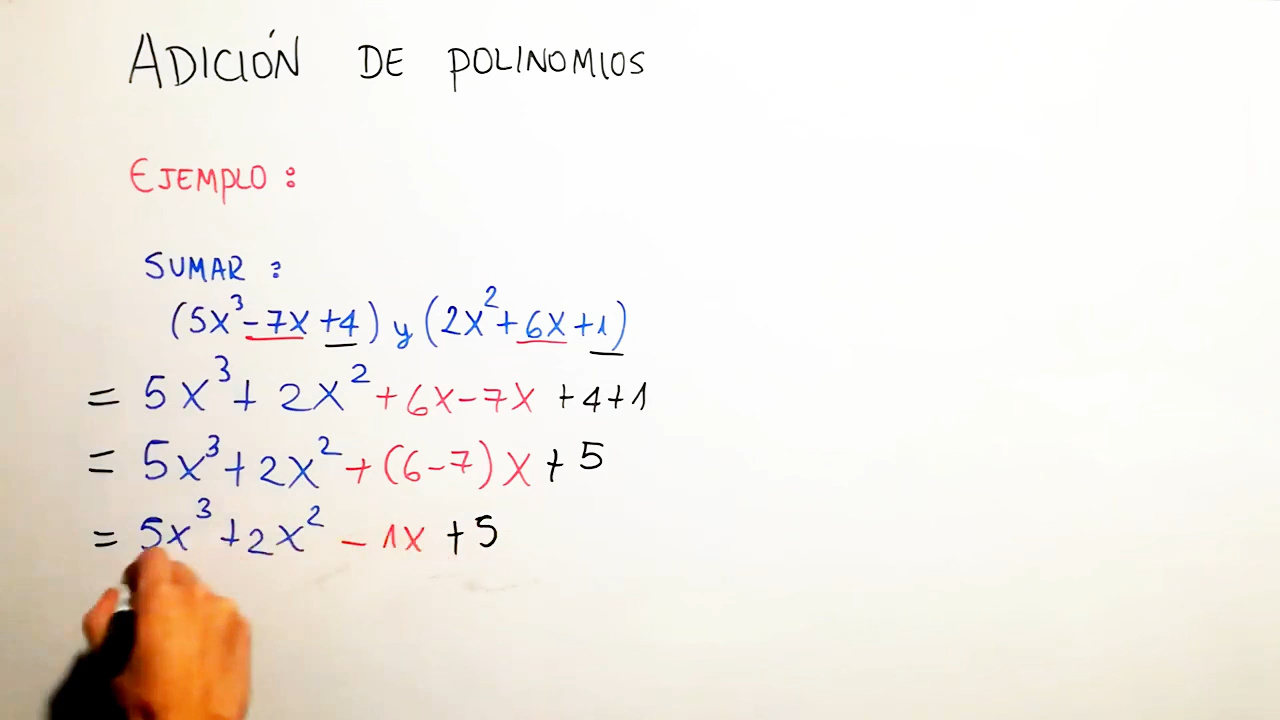 ADICIÓN DE POLINOMIOS
EJEMPLO :
SUMAR :
(5x³ - 7x + 4) y (2x² + 6x + 1)
= 5x³ + 2x² + 6x - 7x + 4 + 1
= 5x³ + 2x² + (6 - 7)x + 5
= 5x³ + 2x² - 1x + 5